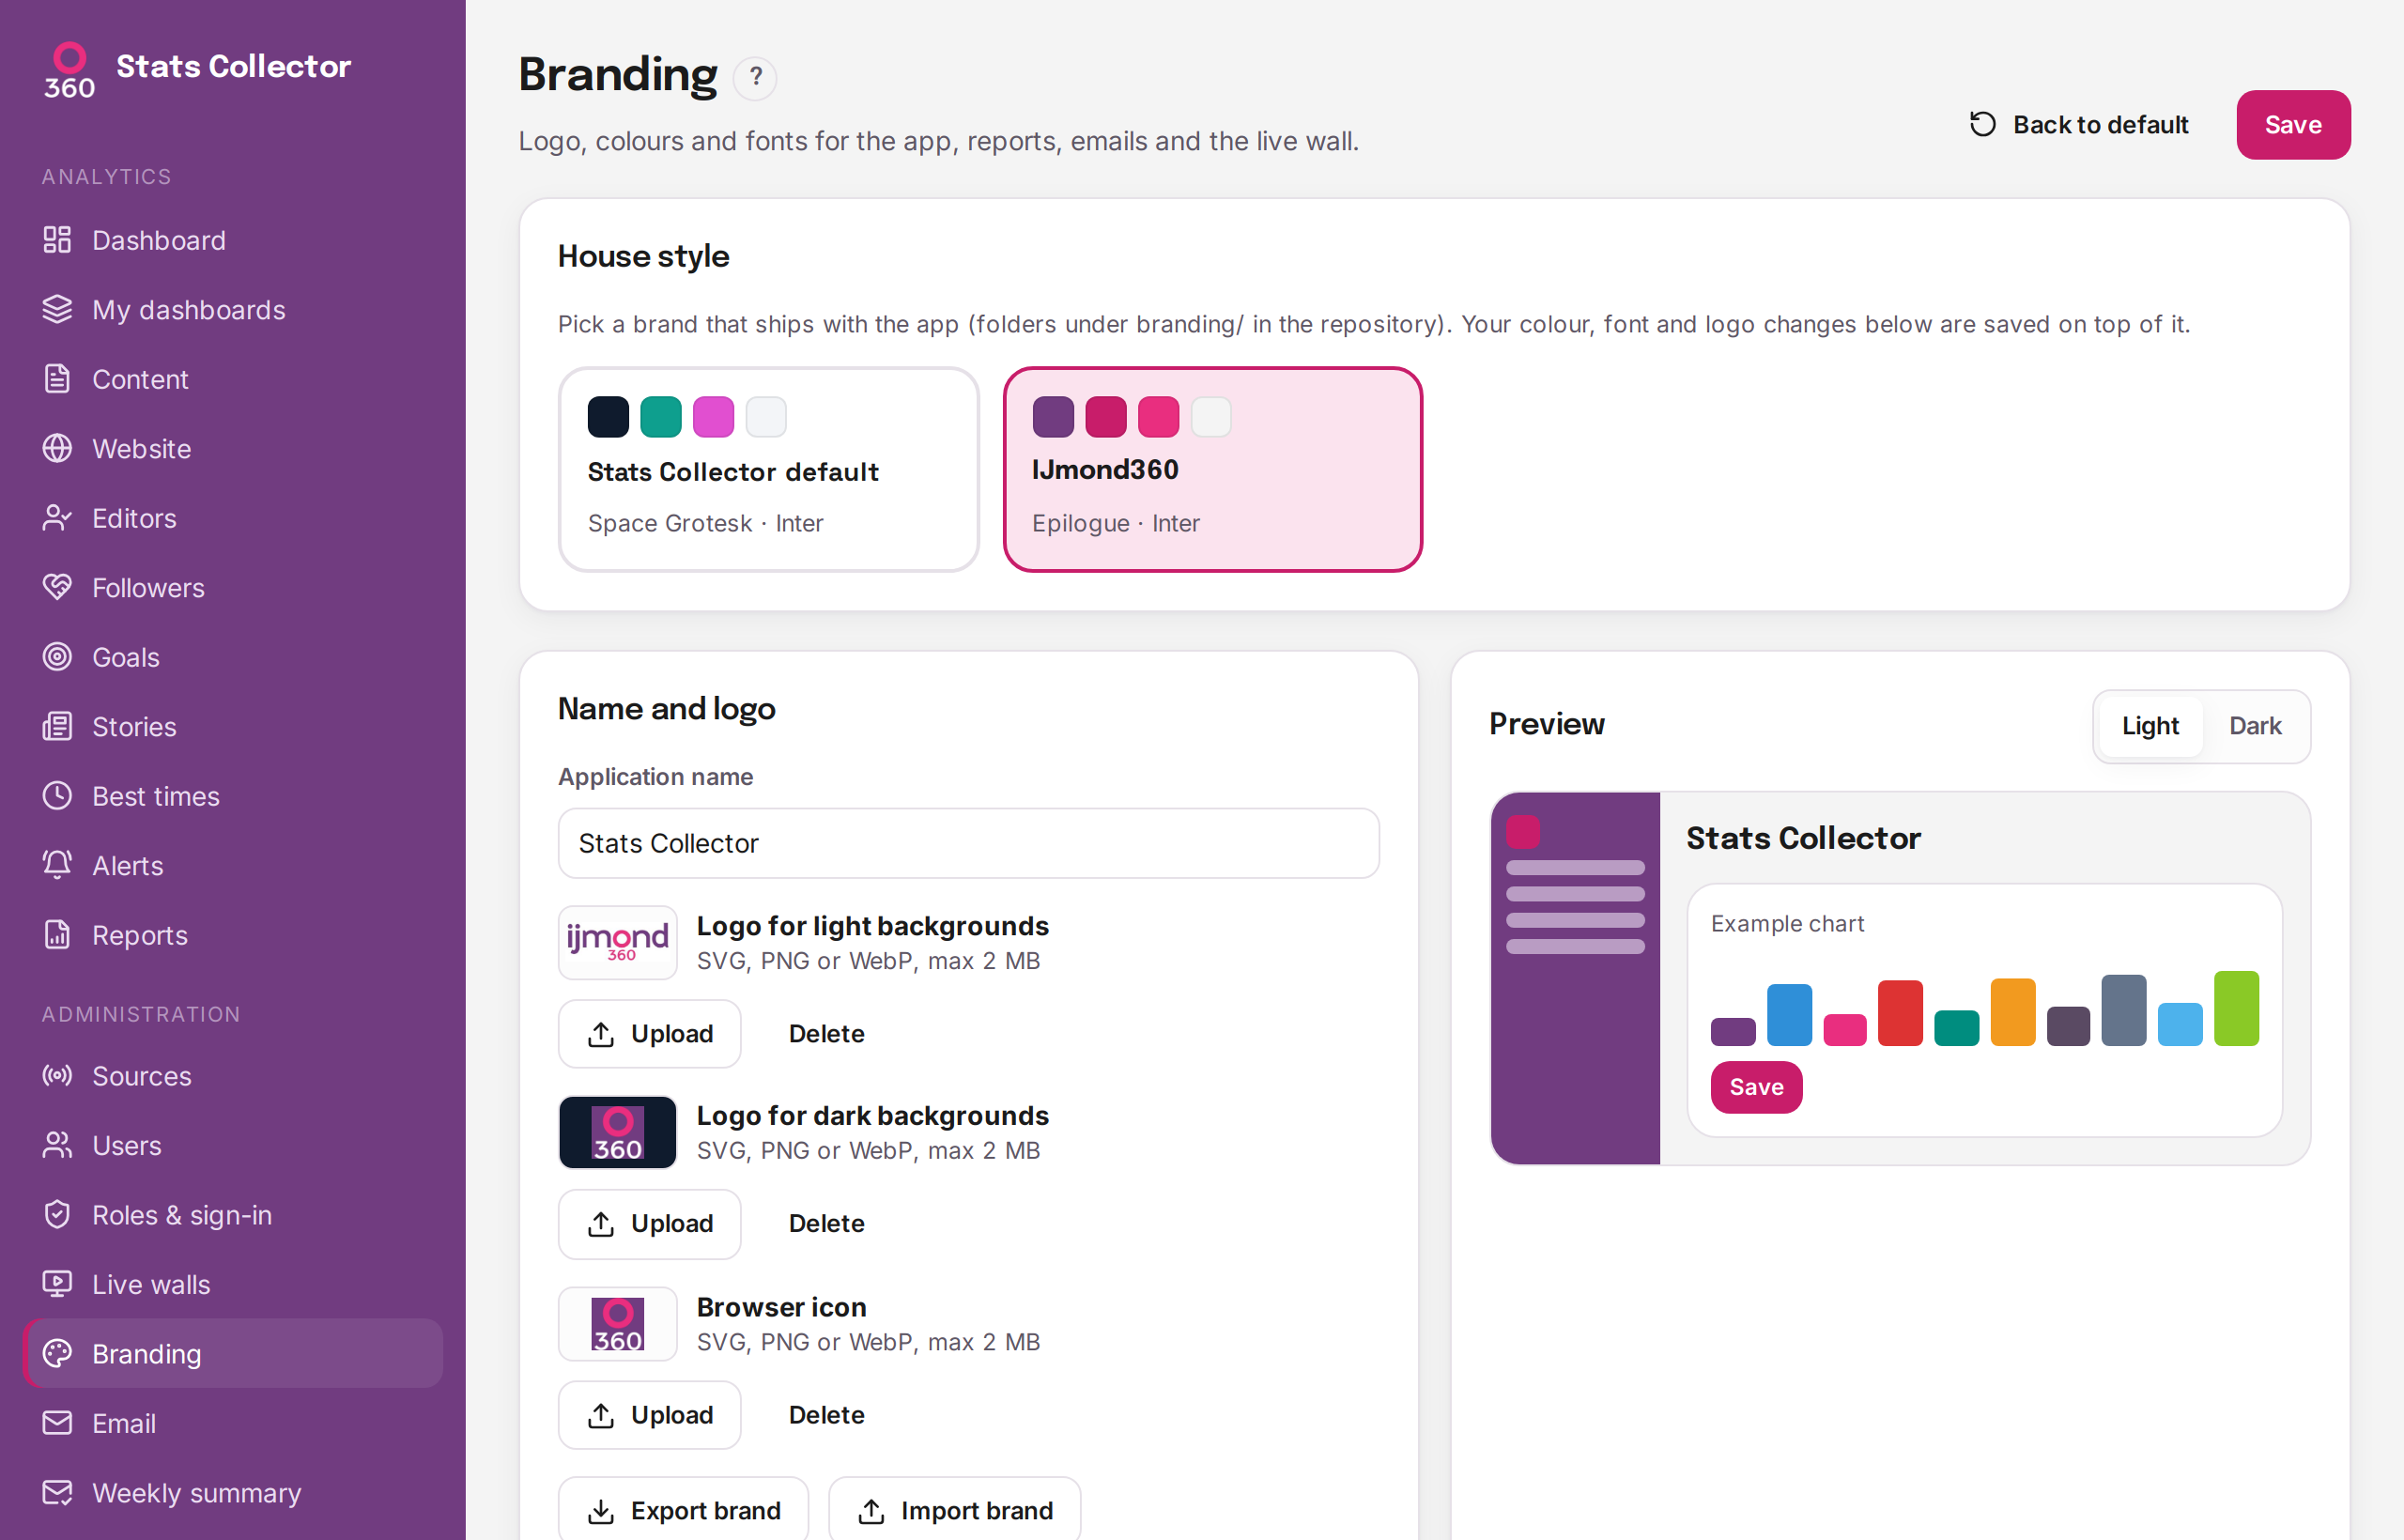 360
Stats Collector
ANALYTICS
Dashboard
My dashboards
Content
Website
Editors
Followers
Goals
Stories
Best times
Alerts
Reports
ADMINISTRATION
Sources
Users
Roles & sign-in
Live walls
Branding
Email
Weekly summary
Branding ?
Logo, colours and fonts for the app, reports, emails and the live wall.
Back to default
Save
House style
Pick a brand that ships with the app (folders under branding/ in the repository). Your colour, font and logo changes below are saved on top of it.
Stats Collector default
Space Grotesk · Inter
IJmond360
Epilogue · Inter
Name and logo
Application name
Stats Collector
ijmond
360
Logo for light backgrounds
SVG, PNG or WebP, max 2 MB
Upload
Delete
360
Logo for dark backgrounds
SVG, PNG or WebP, max 2 MB
Upload
Delete
360
Browser icon
SVG, PNG or WebP, max 2 MB
Upload
Delete
Export brand
Import brand
Preview
Light
Dark
Stats Collector
Example chart
Save